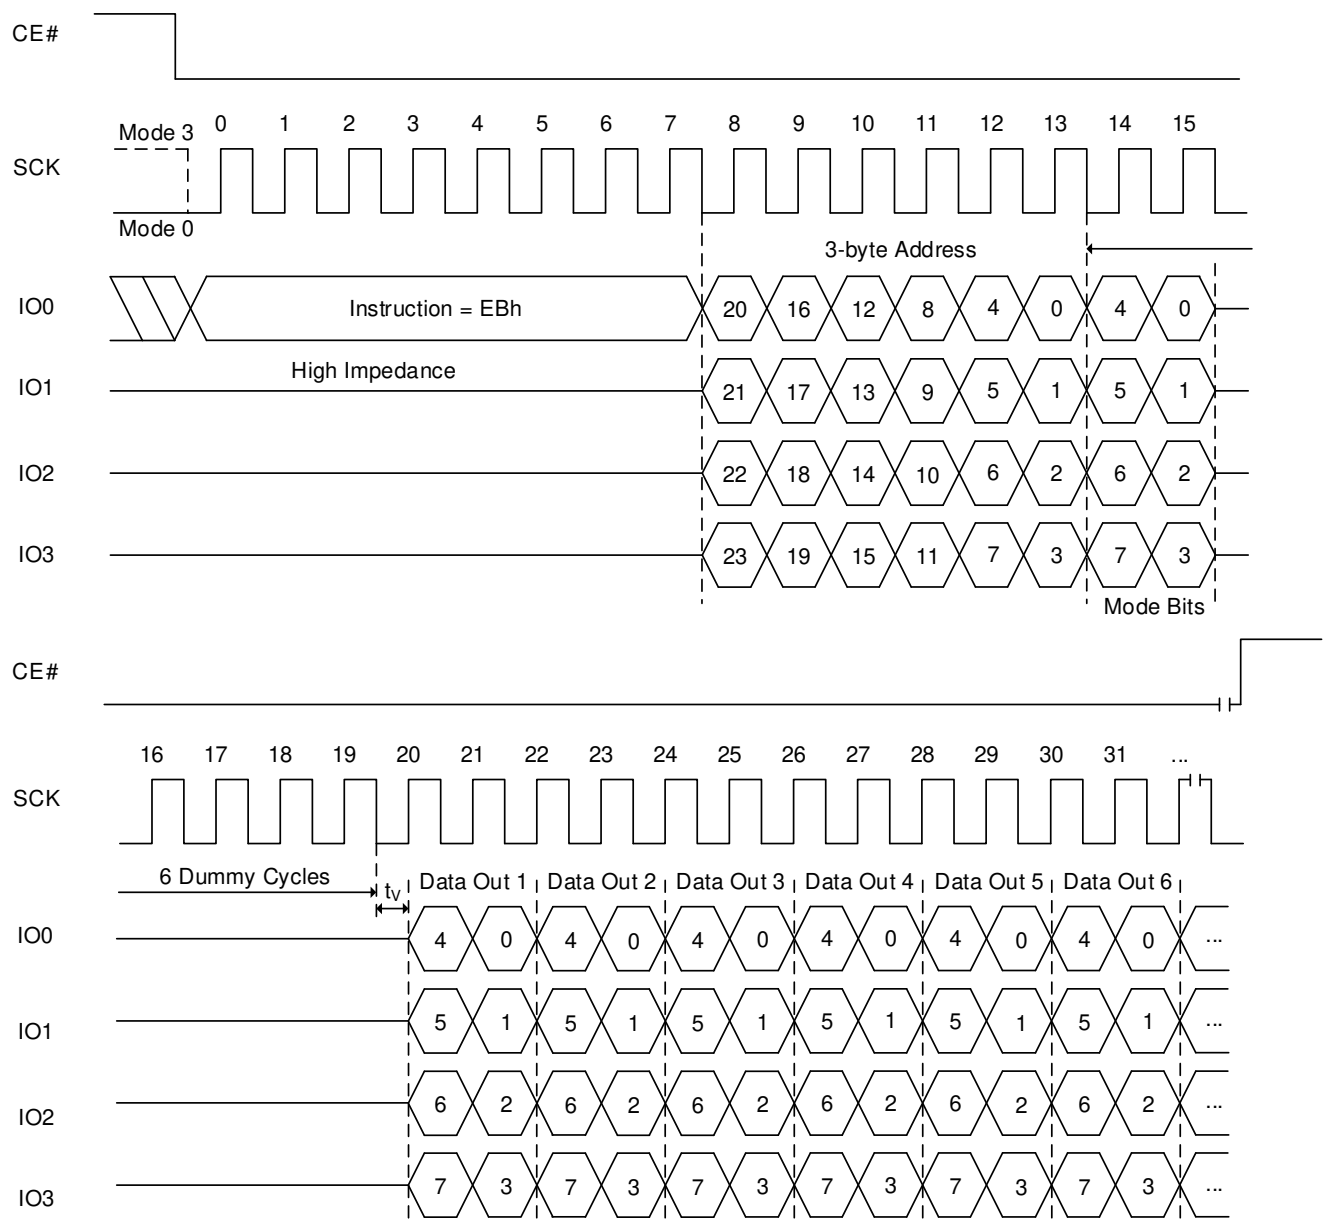 CE#
Mode 3 0 1 2 3 4 5 6 7 8 9 10 11 12 13 14 15
SCK
Mode 0
3-byte Address
IO0 Instruction = EBh 20 16 12 8 4 0 4 0
High Impedance
IO1 21 17 13 9 5 1 5 1
IO2 22 18 14 10 6 2 6 2
IO3 23 19 15 11 7 3 7 3
Mode Bits
CE#
16 17 18 19 20 21 22 23 24 25 26 27 28 29 30 31 ...
SCK
6 Dummy Cycles tV Data Out 1 Data Out 2 Data Out 3 Data Out 4 Data Out 5 Data Out 6
IO0 4 0 4 0 4 0 4 0 4 0 4 0 ...
IO1 5 1 5 1 5 1 5 1 5 1 5 1 ...
IO2 6 2 6 2 6 2 6 2 6 2 6 2 ...
IO3 7 3 7 3 7 3 7 3 7 3 7 3 ...